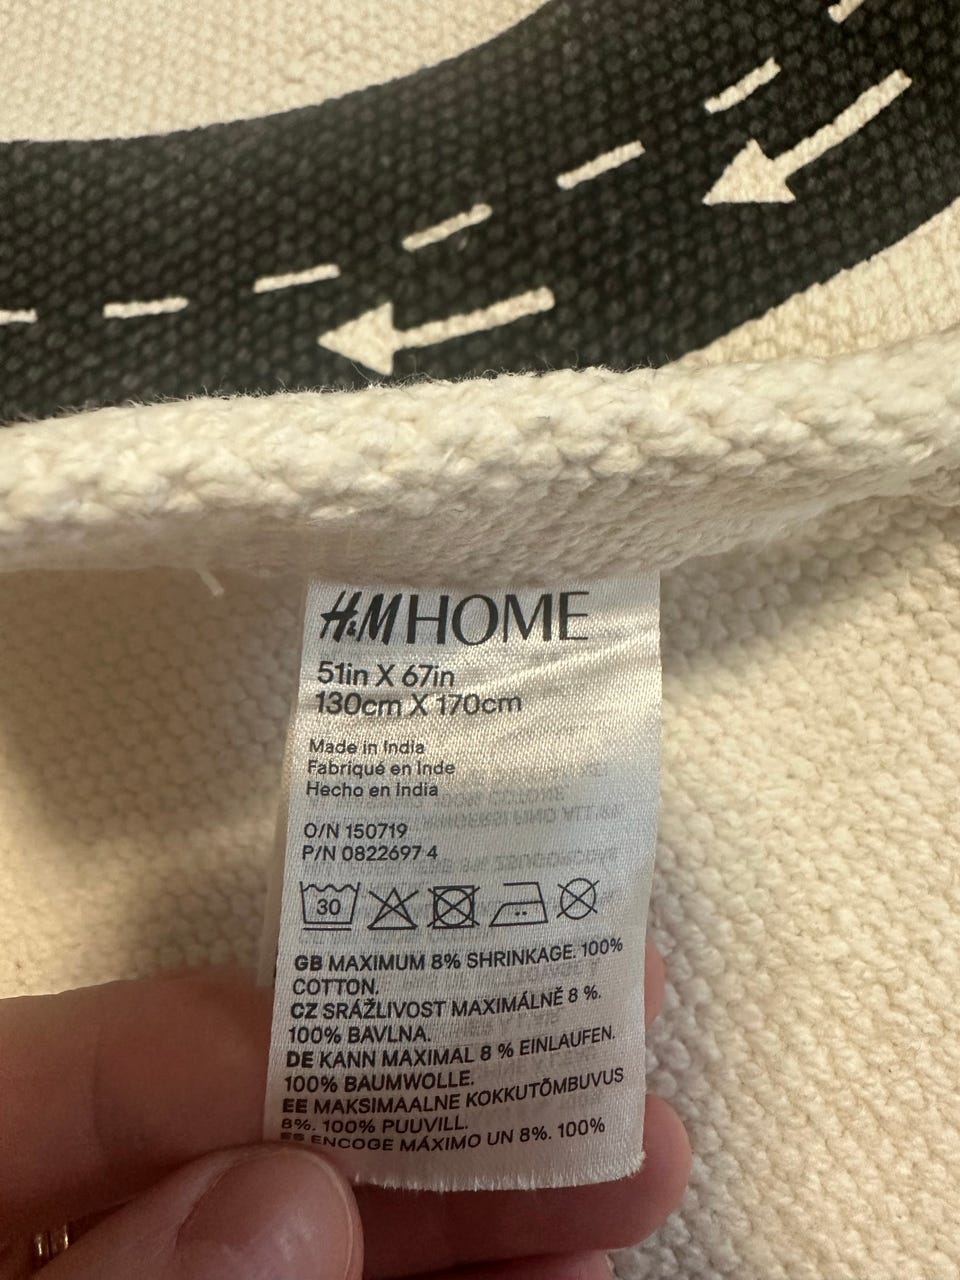 H&M HOME
51in X 67in
130cm X 170cm
Made in India
Fabriqué en Inde
Hecho en India
O/N 150719
P/N 0822697 4
30
GB MAXIMUM 8% SHRINKAGE. 100%
COTTON.
CZ SRÁŽLIVOST MAXIMÁLNĚ 8 %.
100% BAVLNA.
DE KANN MAXIMAL 8 % EINLAUFEN.
100% BAUMWOLLE.
EE MAKSIMAALNE KOKKUTÕMBUVUS
8%. 100% PUUVILL.
ES ENCOGE MÁXIMO UN 8%. 100%